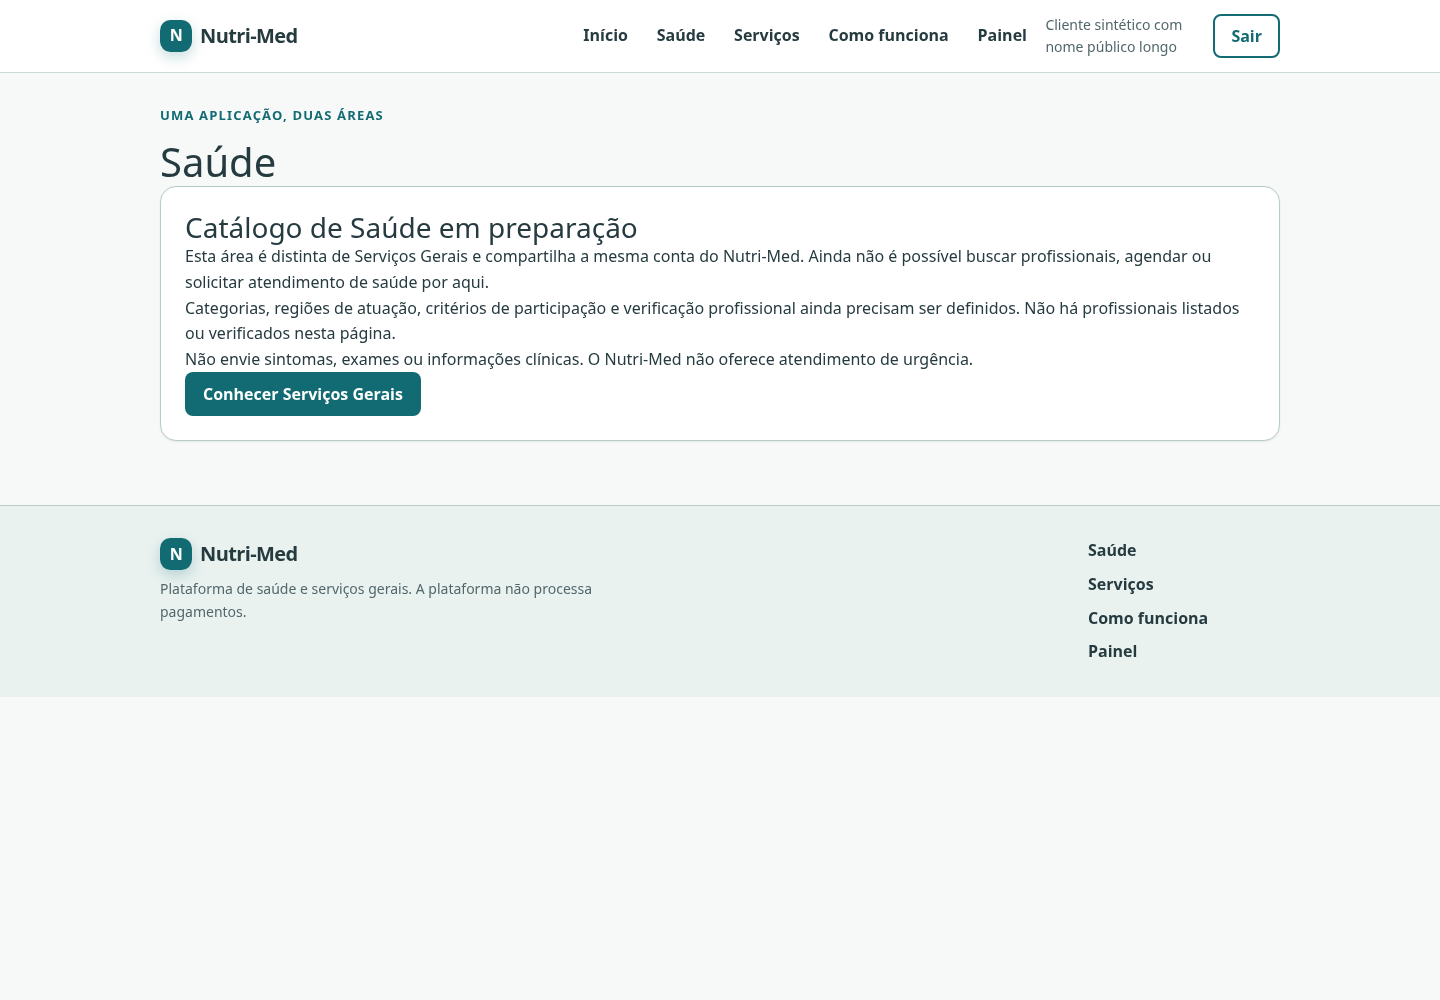 N Nutri-Med
Início Saúde Serviços Como funciona Painel
Cliente sintético com
nome público longo
Sair
UMA APLICAÇÃO, DUAS ÁREAS
Saúde
Catálogo de Saúde em preparação
Esta área é distinta de Serviços Gerais e compartilha a mesma conta do Nutri-Med. Ainda não é possível buscar profissionais, agendar ou
solicitar atendimento de saúde por aqui.
Categorias, regiões de atuação, critérios de participação e verificação profissional ainda precisam ser definidos. Não há profissionais listados
ou verificados nesta página.
Não envie sintomas, exames ou informações clínicas. O Nutri-Med não oferece atendimento de urgência.
Conhecer Serviços Gerais
N Nutri-Med
Plataforma de saúde e serviços gerais. A plataforma não processa
pagamentos.
Saúde
Serviços
Como funciona
Painel